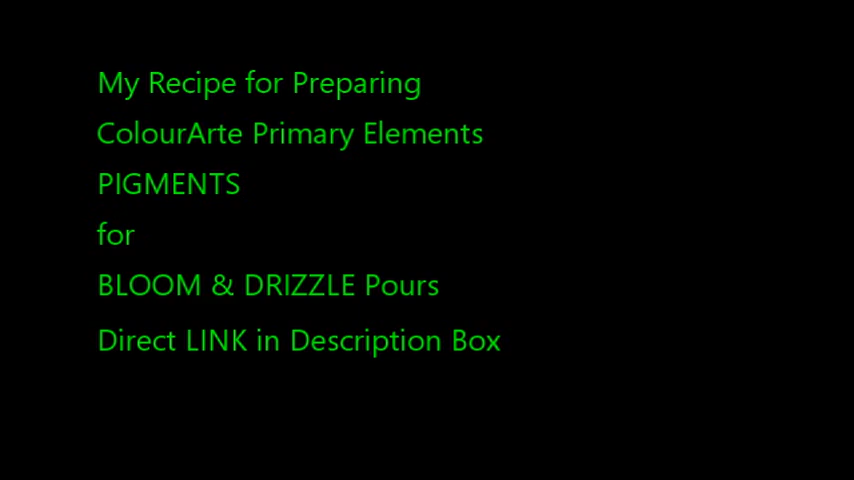 My Recipe for Preparing
ColourArte Primary Elements
PIGMENTS
for
BLOOM & DRIZZLE Pours
Direct LINK in Description Box